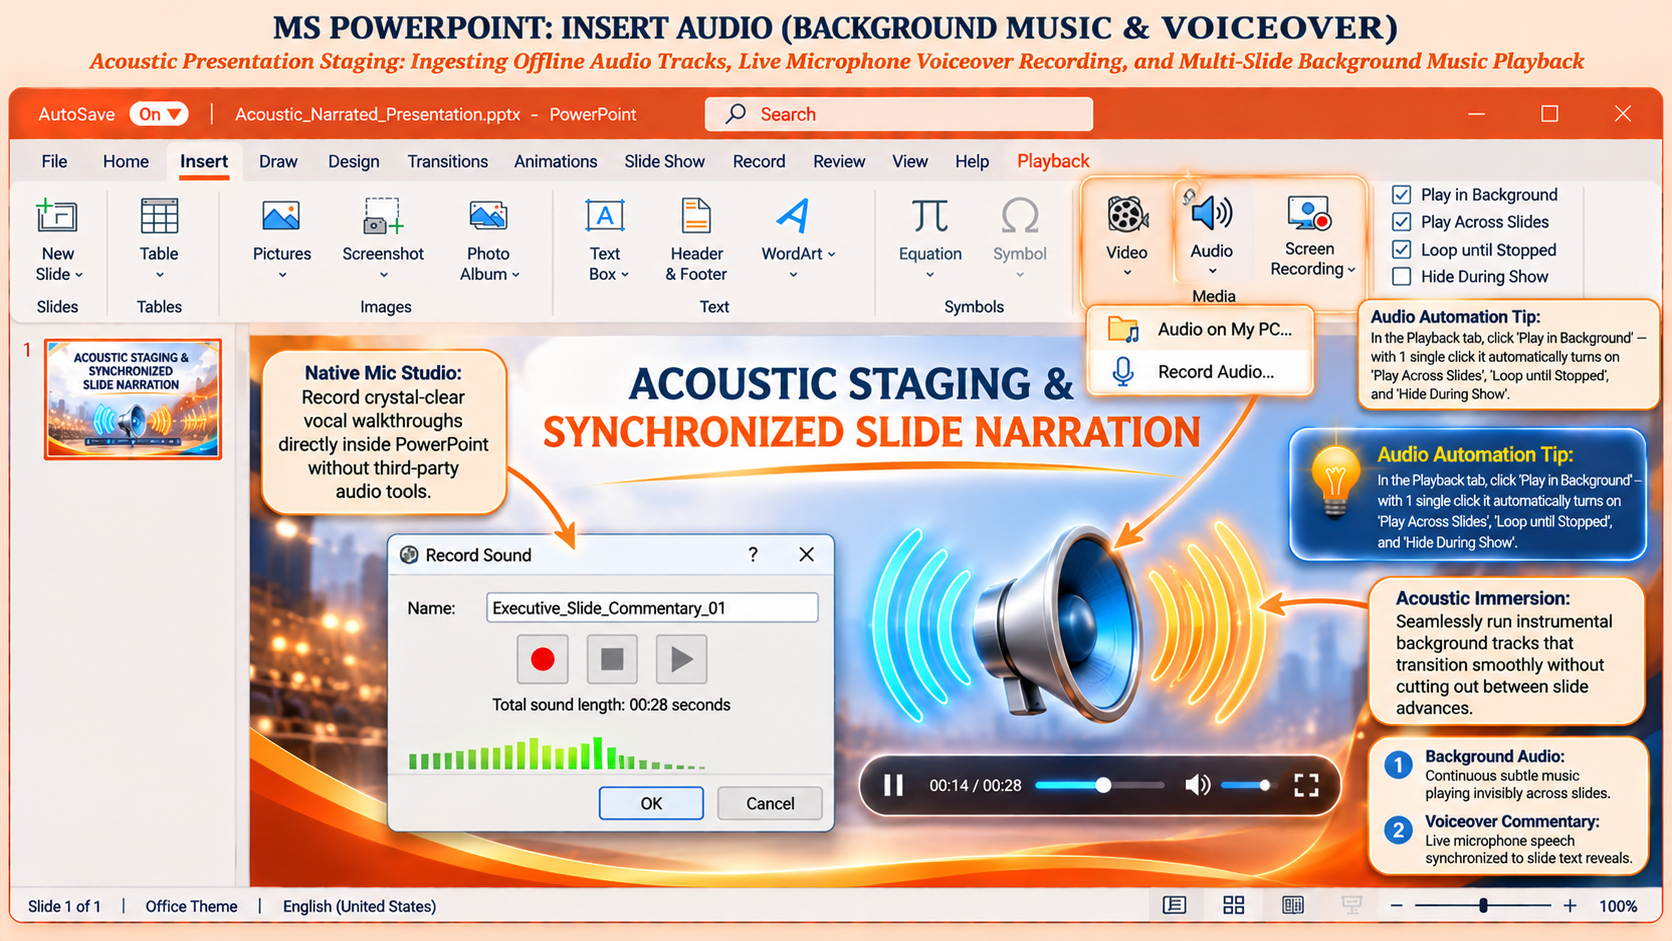 MS POWERPOINT: INSERT AUDIO (BACKGROUND MUSIC & VOICEOVER)
Acoustic Presentation Staging: Ingesting Offline Audio Tracks, Live Microphone Voiceover Recording, and Multi-Slide Background Music Playback
AutoSave On Acoustic_Narrated_Presentation.pptx - PowerPoint Search
File Home Insert Draw Design Transitions Animations Slide Show Record Review View Help Playback
New
Slide
Slides
Table
Tables
Pictures
Screenshot
Photo
Album
Images
Text
Box
Header
& Footer
WordArt
Text
Equation
Symbol
Symbols
Video
Audio
Screen
Recording
Media
Play in Background
Play Across Slides
Loop until Stopped
Hide During Show
Audio on My PC...
Record Audio...
Audio Automation Tip:
In the Playback tab, click 'Play in Background' –
with 1 single click it automatically turns on
'Play Across Slides', 'Loop until Stopped',
and 'Hide During Show'.
1
ACOUSTIC STAGING &
SYNCHRONIZED
SLIDE NARRATION
Native Mic Studio:
Record crystal-clear
vocal walkthroughs
directly inside PowerPoint
without third-party
audio tools.
ACOUSTIC STAGING &
SYNCHRONIZED SLIDE NARRATION
Audio Automation Tip:
In the Playback tab, click 'Play in Background' –
with 1 single click it automatically turns on
'Play Across Slides', 'Loop until Stopped',
and 'Hide During Show'.
Record Sound ?
Name: Executive_Slide_Commentary_01
Total sound length: 00:28 seconds
OK Cancel
00:14 / 00:28
Acoustic Immersion:
Seamlessly run instrumental
background tracks that
transition smoothly without
cutting out between slide
advances.
1 Background Audio:
Continuous subtle music
playing invisibly across slides.
2 Voiceover Commentary:
Live microphone speech
synchronized to slide text reveals.
Slide 1 of 1 Office Theme English (United States) 100%